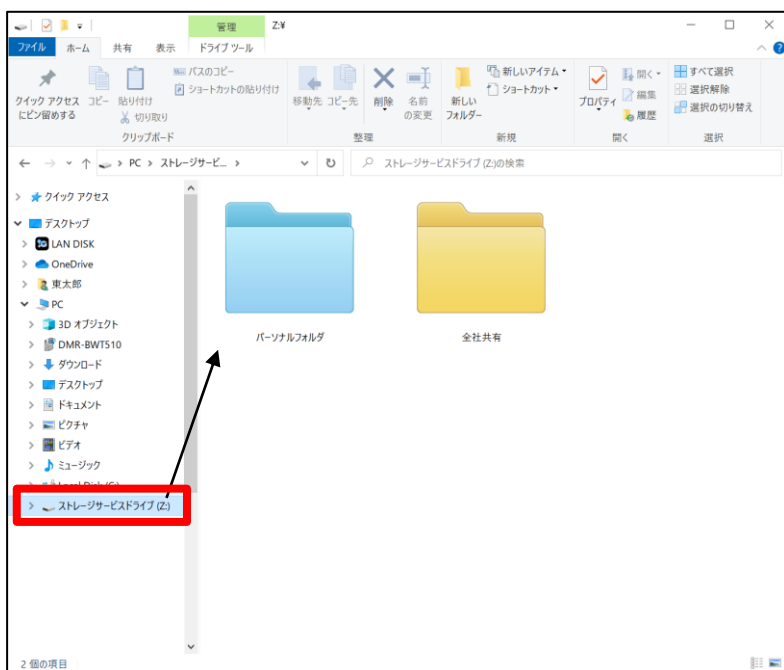 管理
Z:¥
ファイル
ホーム
共有
表示
ドライブ ツール
クイック アクセス
にピン留めする
コピー
貼り付け
パスのコピー
ショートカットの貼り付け
切り取り
クリップボード
移動先
コピー先
削除
名前
の変更
整理
新しい
フォルダー
新しいアイテム
ショートカット
新規
プロパティ
開く
編集
履歴
開く
すべて選択
選択解除
選択の切り替え
選択
PC
ストレージサービ...
ストレージサービスドライブ (Z:)の検索
クイック アクセス
デスクトップ
LAN DISK
OneDrive
東太郎
PC
3D オブジェクト
DMR-BWT510
ダウンロード
デスクトップ
ドキュメント
ピクチャ
ビデオ
ミュージック
Local Disk (C:)
ストレージサービスドライブ (Z:)
パーソナルフォルダ
全社共有
2 個の項目